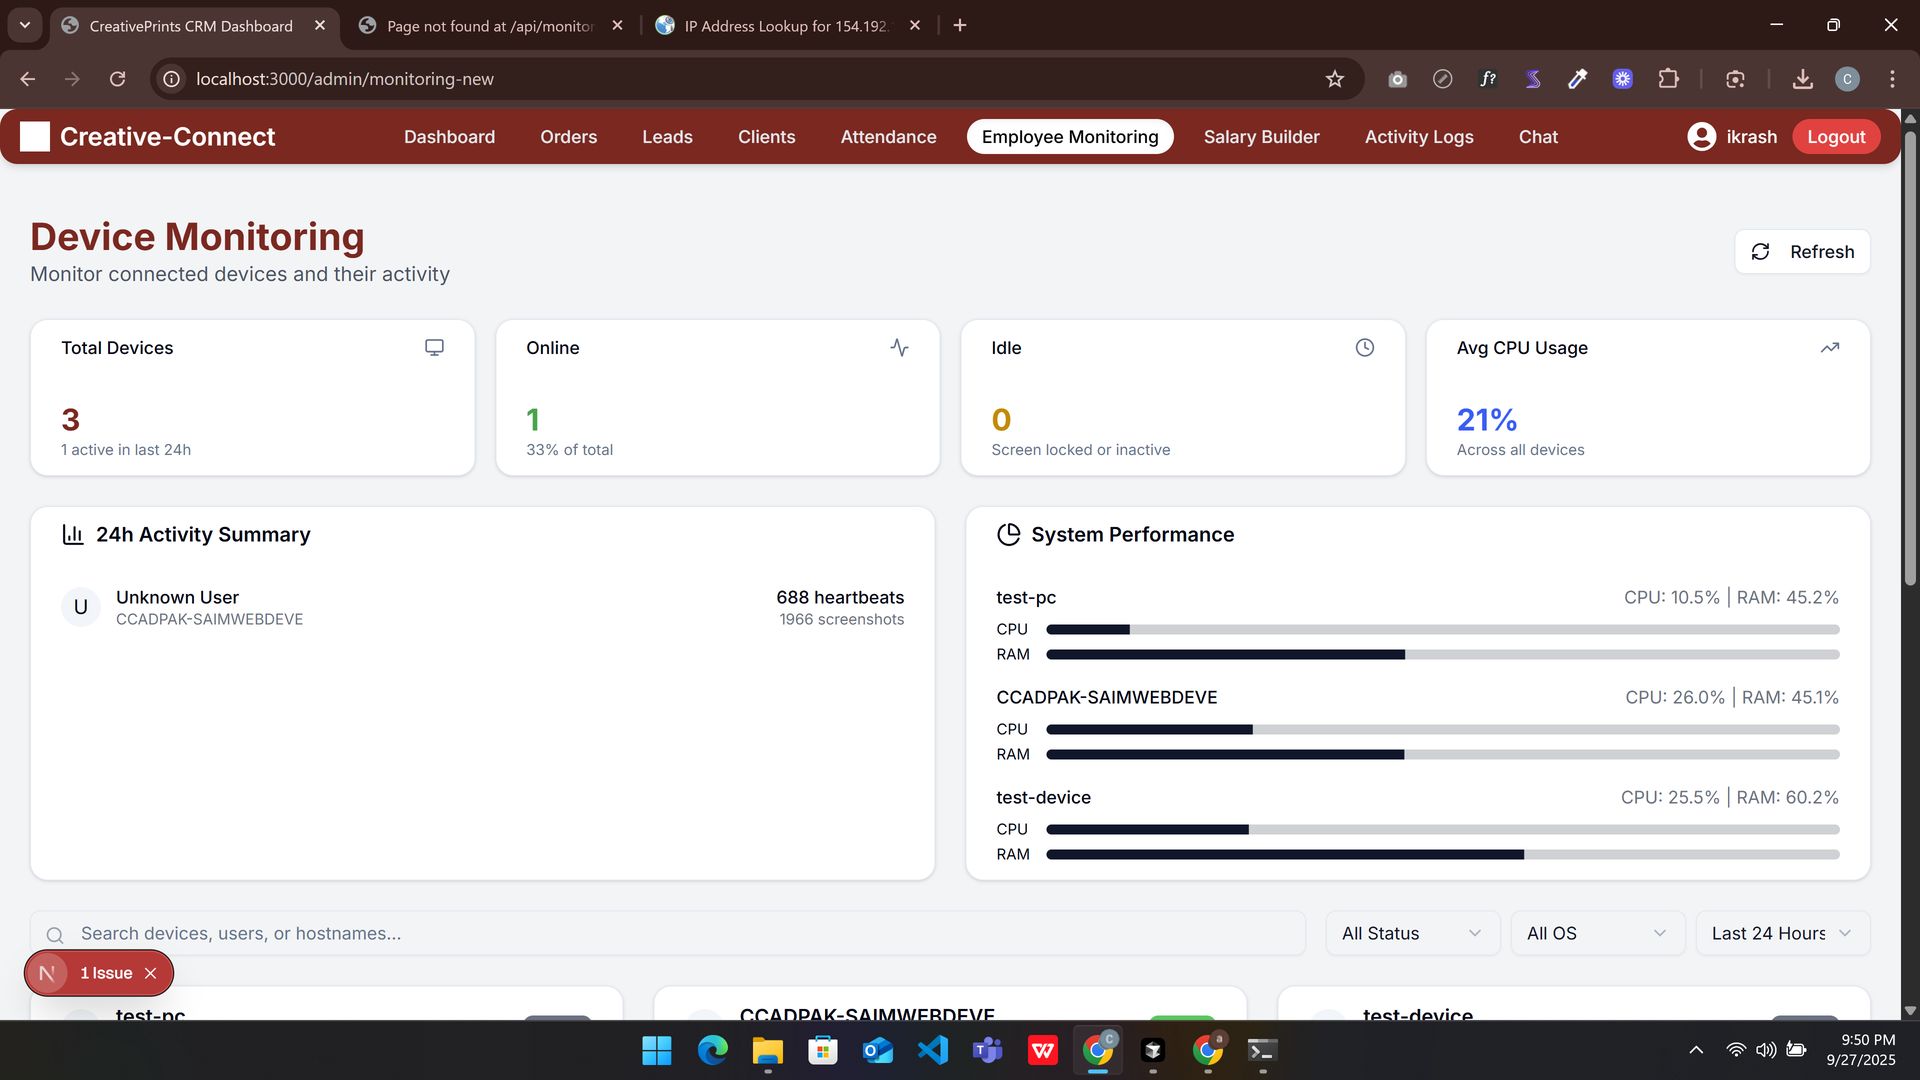 CreativePrints CRM Dashboard
Page not found at /api/monitor
IP Address Lookup for 154.192.
localhost:3000/admin/monitoring-new
C
Creative-Connect
Dashboard
Orders
Leads
Clients
Attendance
Employee Monitoring
Salary Builder
Activity Logs
Chat
ikrash
Logout
Device Monitoring
Monitor connected devices and their activity
Refresh
Total Devices
3
1 active in last 24h
Online
1
33% of total
Idle
0
Screen locked or inactive
Avg CPU Usage
21%
Across all devices
24h Activity Summary
U
Unknown User
CCADPAK-SAIMWEBDEVE
688 heartbeats
1966 screenshots
System Performance
test-pc
CPU: 10.5% | RAM: 45.2%
CPU
RAM
CCADPAK-SAIMWEBDEVE
CPU: 26.0% | RAM: 45.1%
CPU
RAM
test-device
CPU: 25.5% | RAM: 60.2%
CPU
RAM
Search devices, users, or hostnames...
All Status
All OS
Last 24 Hours
N
1 Issue
test-pc
CCADPAK-SAIMWEBDEVE
test-device
9:50 PM
9/27/2025